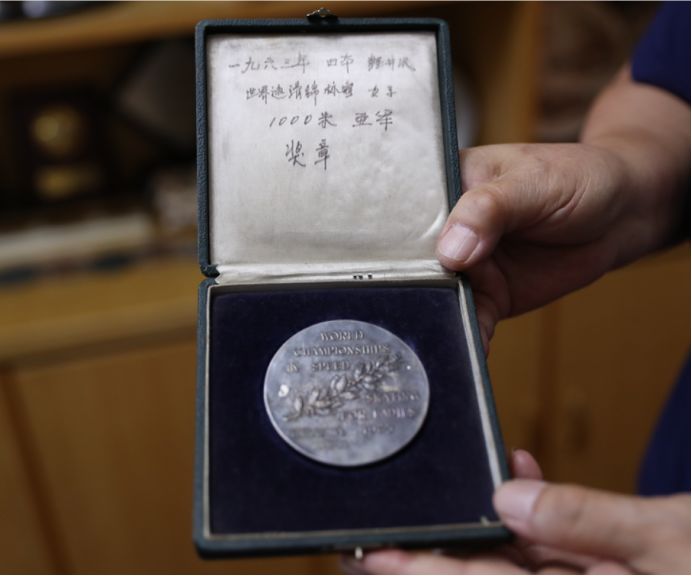 一九六三年 日本 軽井沢
世界速滑锦标赛 女子
1000米 亚军
奖章
WORLD
CHAMPIONSHIPS
IN SPEED
SKATING
FOR LADIES